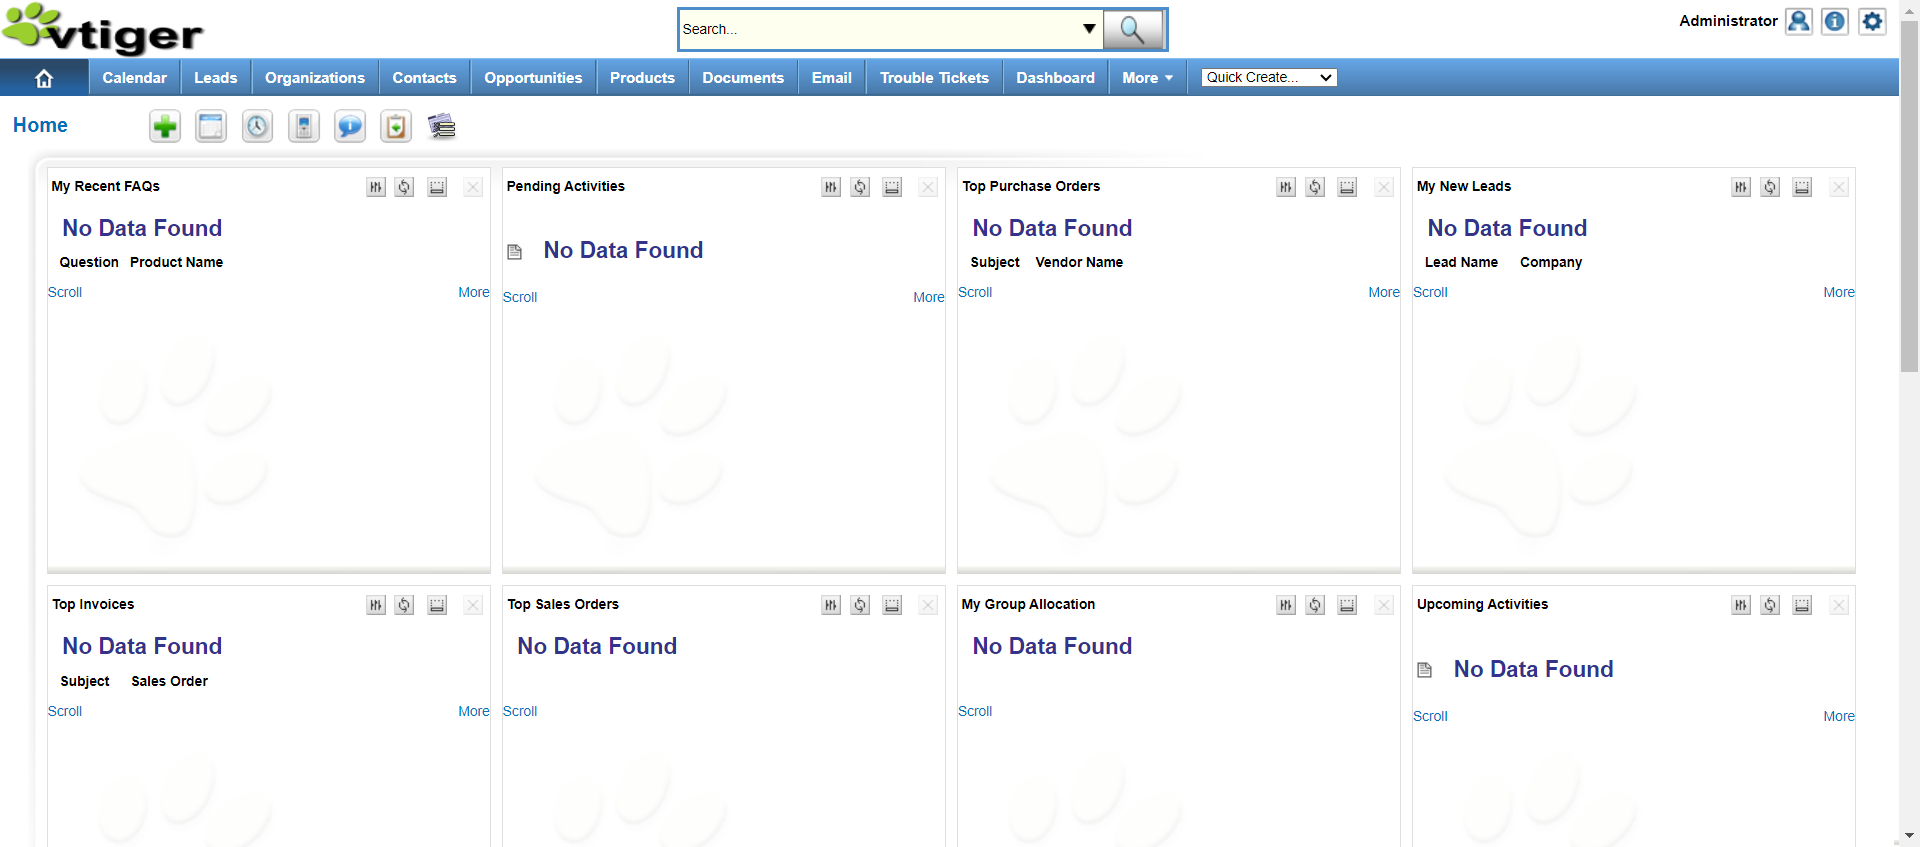 vtiger
Search...
Administrator
Calendar Leads Organizations Contacts Opportunities Products Documents Email Trouble Tickets Dashboard More Quick Create...
Home
My Recent FAQs
No Data Found
Question Product Name
Scroll More
Pending Activities
No Data Found
Scroll More
Top Purchase Orders
No Data Found
Subject Vendor Name
Scroll More
My New Leads
No Data Found
Lead Name Company
Scroll More
Top Invoices
No Data Found
Subject Sales Order
Scroll More
Top Sales Orders
No Data Found
Scroll
My Group Allocation
No Data Found
Scroll
Upcoming Activities
No Data Found
Scroll More